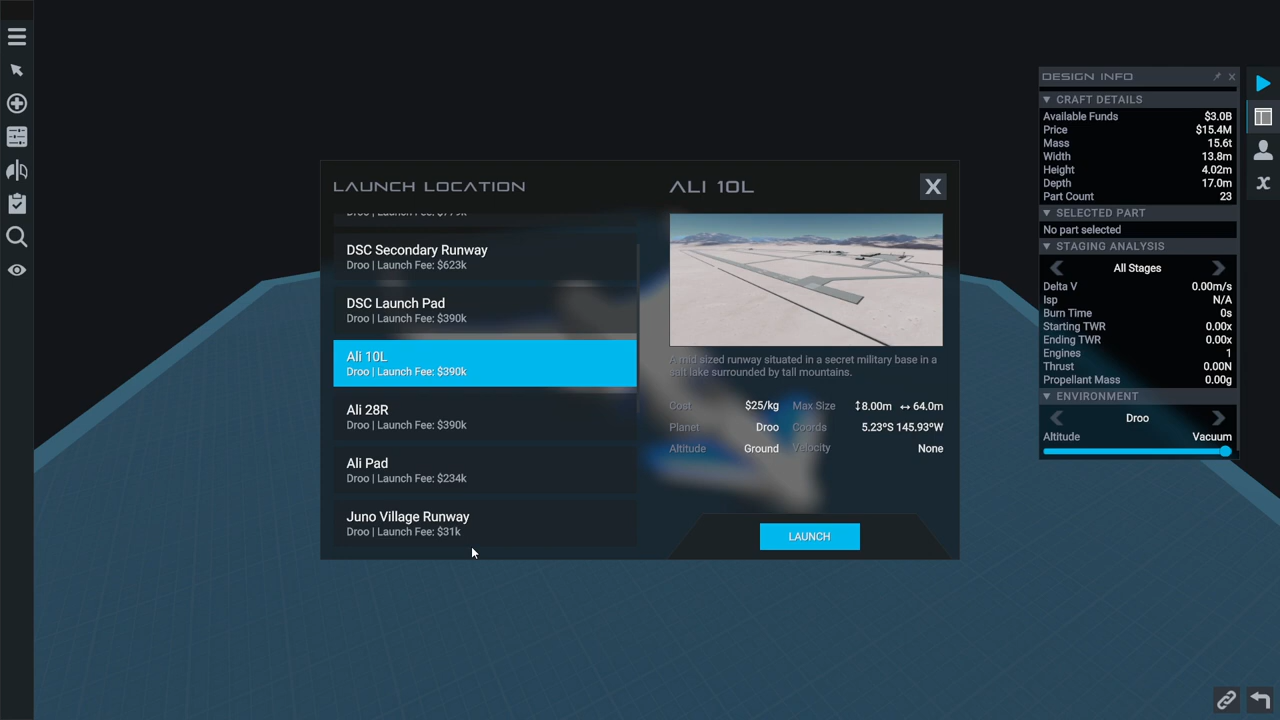 LAUNCH LOCATION
Droo | Launch Fee: $779k
DSC Secondary Runway
Droo | Launch Fee: $623k
DSC Launch Pad
Droo | Launch Fee: $390k
Ali 10L
Droo | Launch Fee: $390k
Ali 28R
Droo | Launch Fee: $390k
Ali Pad
Droo | Launch Fee: $234k
Juno Village Runway
Droo | Launch Fee: $31k
ALI 10L
X
A mid sized runway situated in a secret military base in a
salt lake surrounded by tall mountains.
Cost $25/kg Max Size 8.00m 64.0m
Planet Droo Coords 5.23ºS 145.93ºW
Altitude Ground Velocity None
LAUNCH
DESIGN INFO
CRAFT DETAILS
Available Funds $3.0B
Price $15.4M
Mass 15.6t
Width 13.8m
Height 4.02m
Depth 17.0m
Part Count 23
SELECTED PART
No part selected
STAGING ANALYSIS
All Stages
Delta V 0.00m/s
Isp N/A
Burn Time 0s
Starting TWR 0.00x
Ending TWR 0.00x
Engines 1
Thrust 0.00N
Propellant Mass 0.00g
ENVIRONMENT
Droo
Altitude Vacuum
x